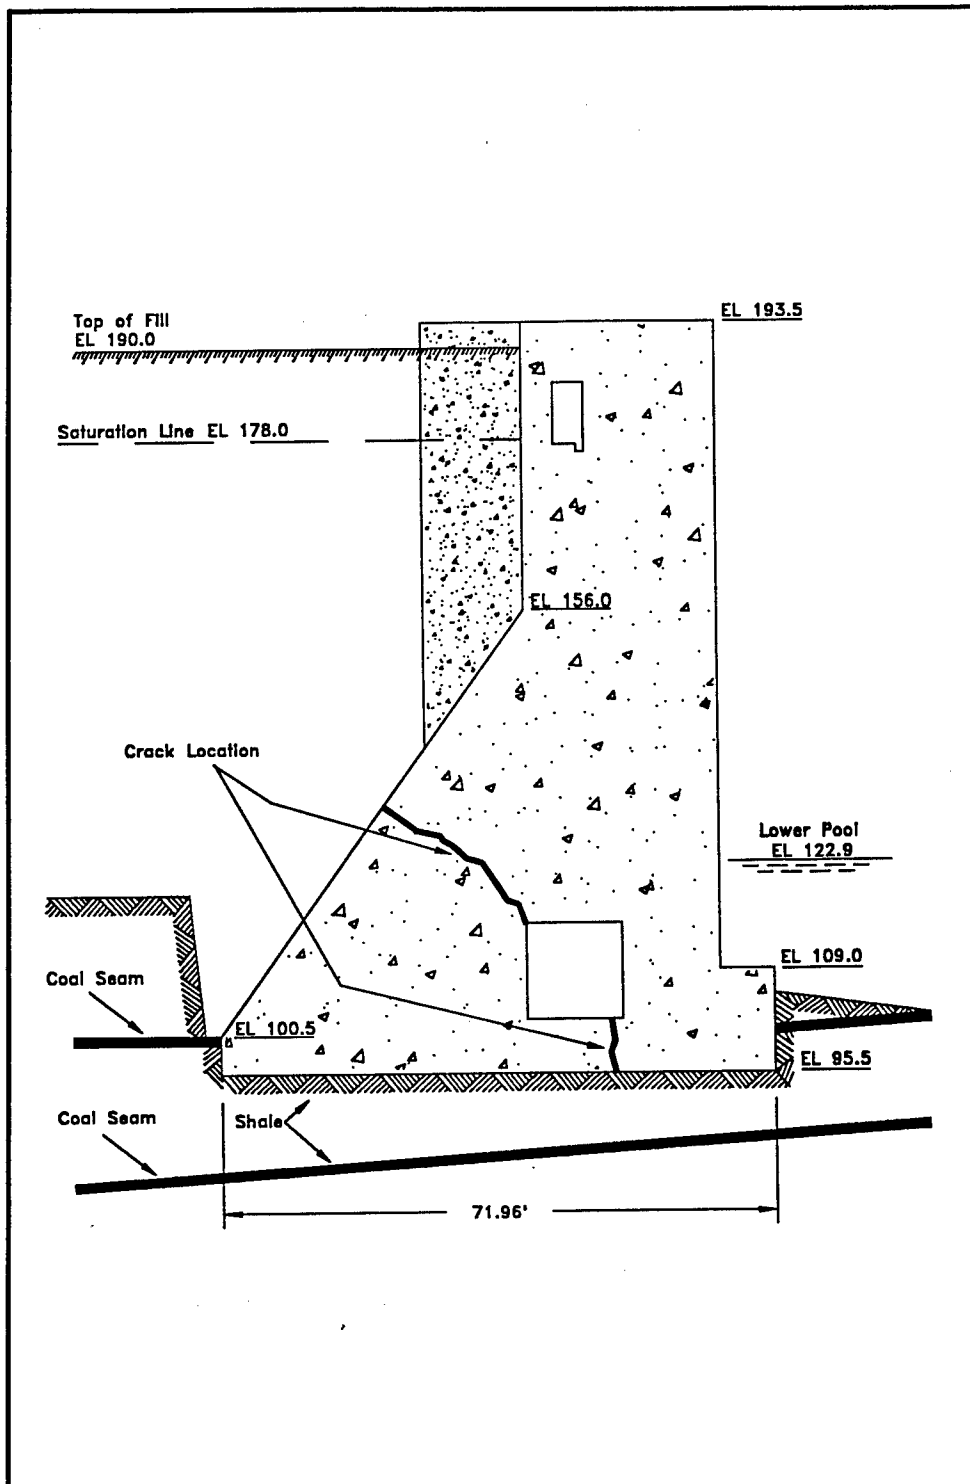 EL 193.5
Top of Fill
EL 190.0
Saturation Line EL 178.0
EL 156.0
Crack Location
Lower Pool
EL 122.9
EL 109.0
Coal Seam
EL 100.5
EL 95.5
Coal Seam
Shale
71.96'